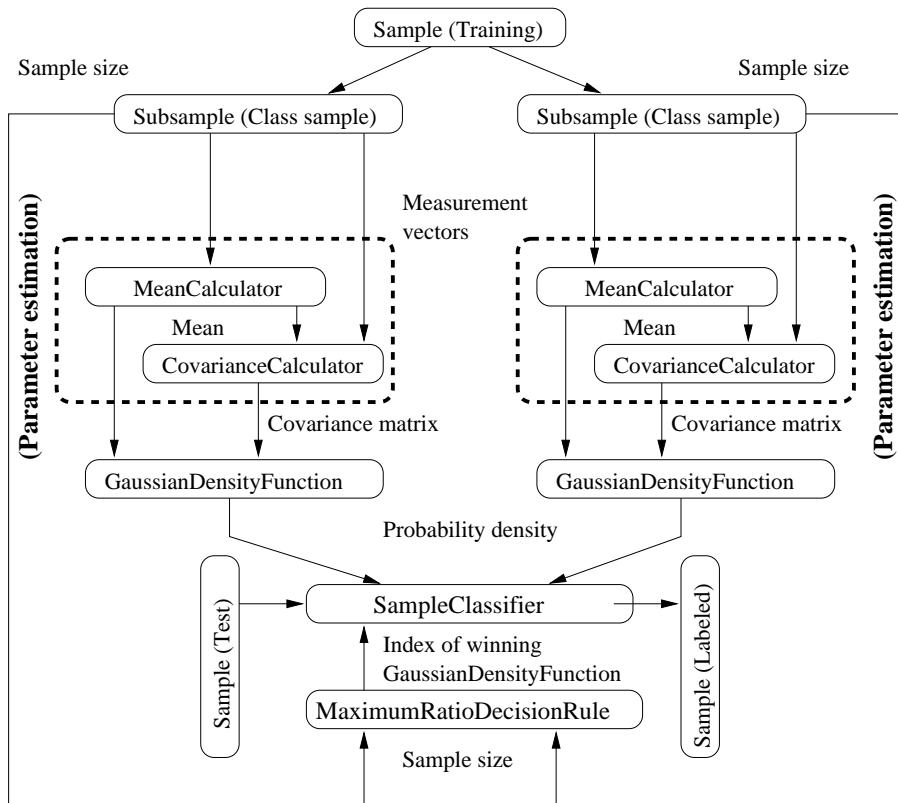 Sample (Training)
Sample size
Sample size
Subsample (Class sample)
Subsample (Class sample)
(Parameter estimation)
Measurement
vectors
(Parameter estimation)
MeanCalculator
MeanCalculator
Mean
Mean
CovarianceCalculator
CovarianceCalculator
Covariance matrix
Covariance matrix
GaussianDensityFunction
GaussianDensityFunction
Probability density
Sample (Test)
SampleClassifier
Sample (Labeled)
Index of winning
GaussianDensityFunction
MaximumRatioDecisionRule
Sample size